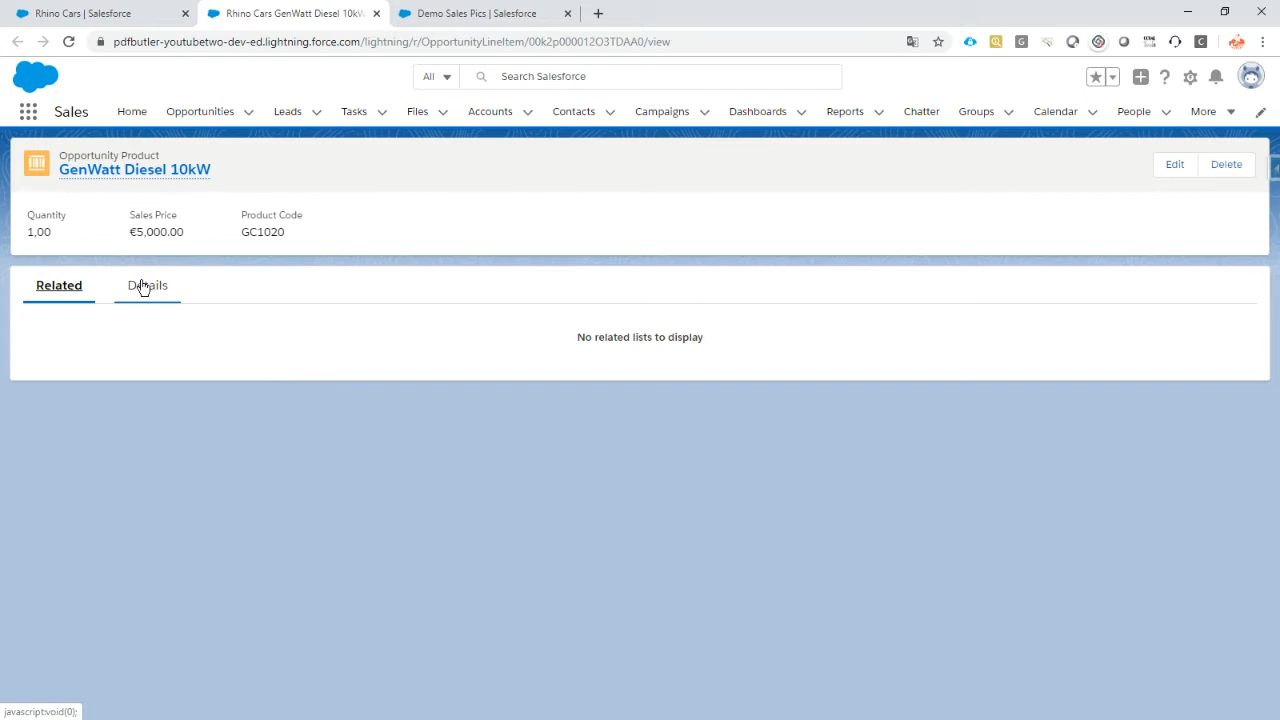 Rhino Cars | Salesforce
Rhino Cars GenWatt Diesel 10kW
Demo Sales Pics | Salesforce
pdfbutler-youtubetwo-dev-ed.lightning.force.com/lightning/r/OpportunityLineItem/00k2p000012O3TDAA0/view
All
Search Salesforce
Sales
Home
Opportunities
Leads
Tasks
Files
Accounts
Contacts
Campaigns
Dashboards
Reports
Chatter
Groups
Calendar
People
More
Opportunity Product
GenWatt Diesel 10kW
Edit
Delete
Quantity
Sales Price
Product Code
1,00
€5,000.00
GC1020
Related
Details
No related lists to display
javascript:void(0);